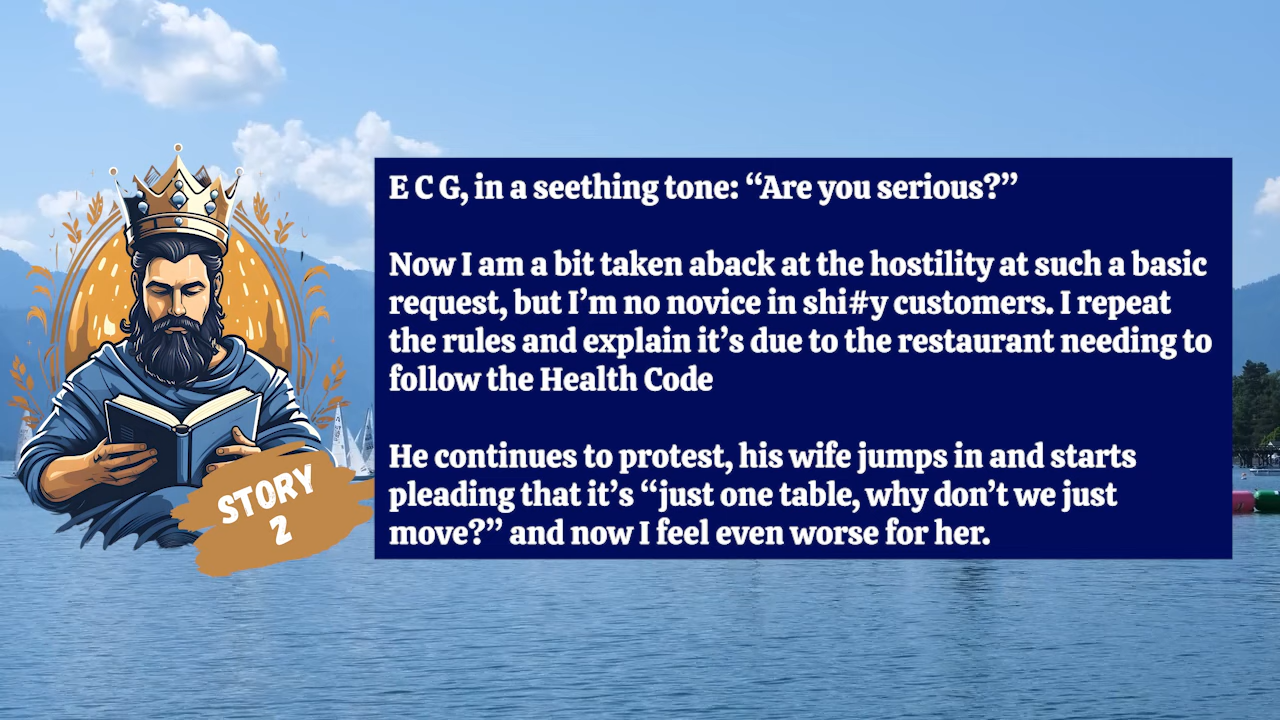 E C G, in a seething tone: “Are you serious?”
Now I am a bit taken aback at the hostility at such a basic
request, but I’m no novice in shi#y customers. I repeat
the rules and explain it’s due to the restaurant needing to
follow the Health Code
He continues to protest, his wife jumps in and starts
pleading that it’s “just one table, why don’t we just
move?” and now I feel even worse for her.
STORY
2